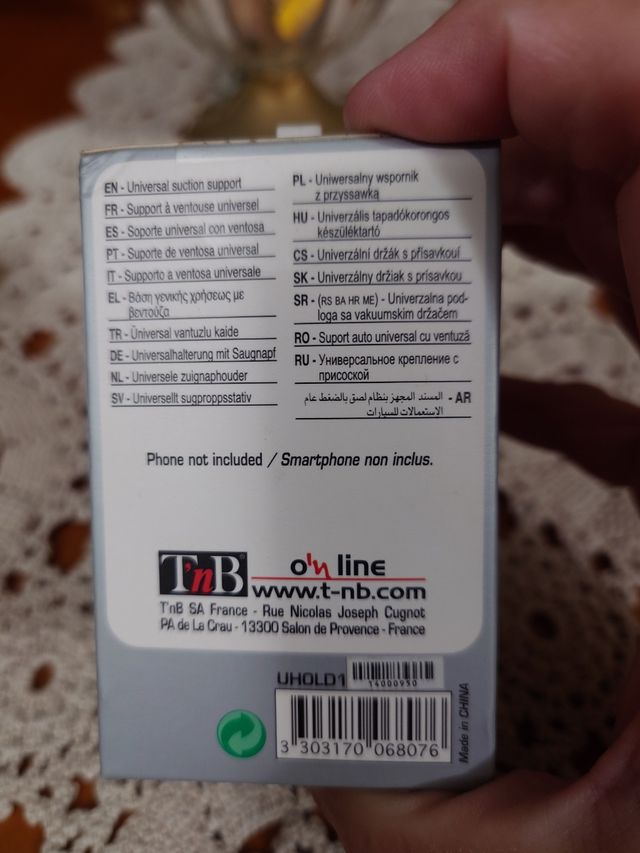 EN - Universal suction support
FR - Support à ventouse universel
ES - Soporte universal con ventosa
PT - Suporte de ventosa universal
IT - Supporto a ventosa universale
EL - Βάση γενικής χρήσεως με
βεντούζα
TR - Üniversal vantuzlu kaide
DE - Universalhalterung mit Saugnapf
NL - Universele zuignaphouder
SV - Universellt sugproppsstativ
PL - Uniwersalny wspornik
z przyssawką
HU - Univerzális tapadókorongos
készüléktartó
CS - Univerzální držák s přísavkouí
SK - Univerzálny držiak s prísavkou
SR - (RS BA HR ME) - Univerzalna pod-
loga sa vakuumskim držačem
RO - Suport auto universal cu ventuză
RU - Универсальное крепление с
присоской
AR - المسند المجهز بنظام لصق بالضغط عام
الاستعمالات للسيارات
Phone not included / Smartphone non inclus.
T'nB o'n line
www.t-nb.com
T'nB SA France - Rue Nicolas Joseph Cugnot
PA de La Crau - 13300 Salon de Provence - France
UHOLD1
14000950
3 303170 068076
Made in CHINA